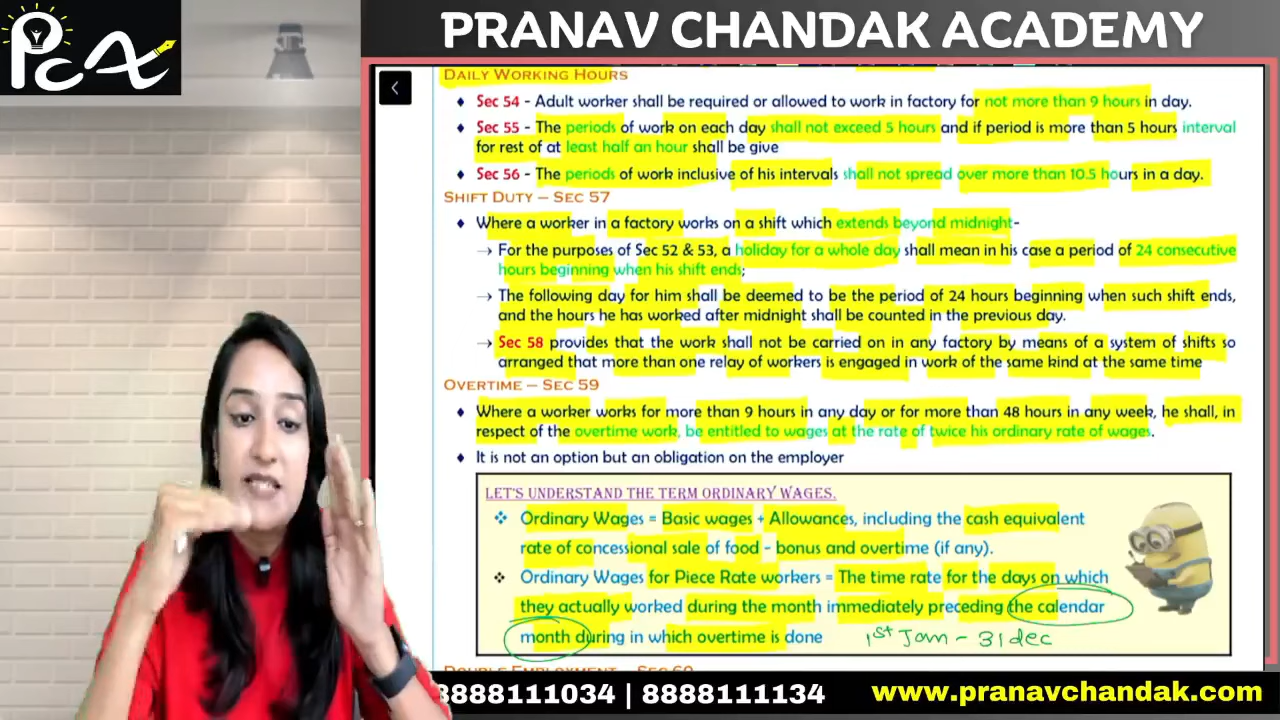 PCA
PRANAV CHANDAK ACADEMY
DAILY WORKING HOURS
♦ Sec 54 - Adult worker shall be required or allowed to work in factory for not more than 9 hours in day.
♦ Sec 55 - The periods of work on each day shall not exceed 5 hours and if period is more than 5 hours interval
for rest of at least half an hour shall be give
♦ Sec 56 - The periods of work inclusive of his intervals shall not spread over more than 10.5 hours in a day.
SHIFT DUTY – SEC 57
♦ Where a worker in a factory works on a shift which extends beyond midnight-
→ For the purposes of Sec 52 & 53, a holiday for a whole day shall mean in his case a period of 24 consecutive
hours beginning when his shift ends;
→ The following day for him shall be deemed to be the period of 24 hours beginning when such shift ends,
and the hours he has worked after midnight shall be counted in the previous day.
→ Sec 58 provides that the work shall not be carried on in any factory by means of a system of shifts so
arranged that more than one relay of workers is engaged in work of the same kind at the same time
OVERTIME – SEC 59
♦ Where a worker works for more than 9 hours in any day or for more than 48 hours in any week, he shall, in
respect of the overtime work, be entitled to wages at the rate of twice his ordinary rate of wages.
♦ It is not an option but an obligation on the employer
LET'S UNDERSTAND THE TERM ORDINARY WAGES.
❖ Ordinary Wages = Basic wages + Allowances, including the cash equivalent
rate of concessional sale of food - bonus and overtime (if any).
❖ Ordinary Wages for Piece Rate workers = The time rate for the days on which
they actually worked during the month immediately preceding the calendar
month during in which overtime is done 1st Jan - 31 dec
DOUBLE EMPLOYMENT – SEC 60
8888111034 | 8888111134
www.pranavchandak.com